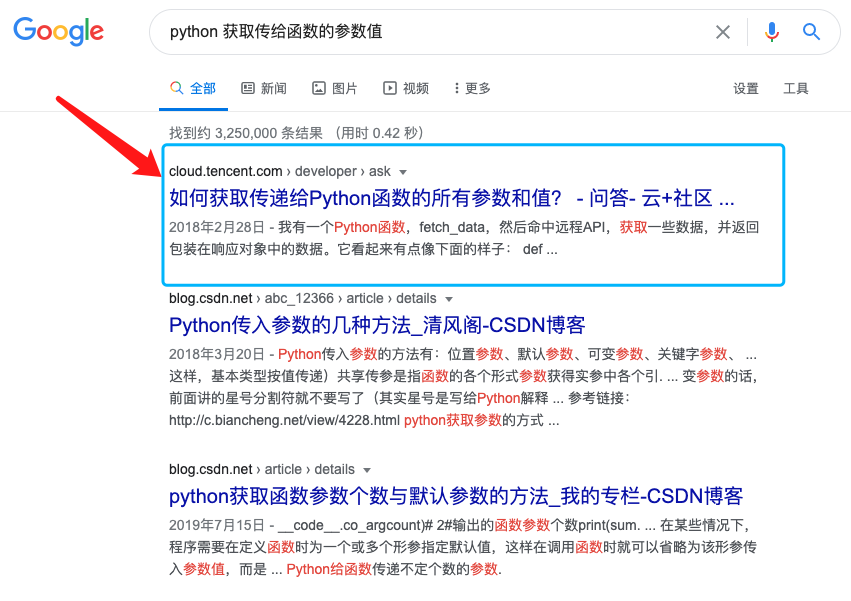 Google
python 获取传给函数的参数值
全部 新闻 图片 视频 更多 设置 工具
找到约 3,250,000 条结果 （用时 0.42 秒）
cloud.tencent.com › developer › ask
如何获取传递给Python函数的所有参数和值？ - 问答- 云+社区 ...
2018年2月28日 - 我有一个Python函数，fetch_data，然后命中远程API，获取一些数据，并返回
包装在响应对象中的数据。它看起来有点像下面的样子： def ...
blog.csdn.net › abc_12366 › article › details
Python传入参数的几种方法_清风阁-CSDN博客
2018年3月20日 - Python传入参数的方法有：位置参数、默认参数、可变参数、关键字参数、 ...
这样，基本类型按值传递）共享传参是指函数的各个形式参数获得实参中各个引. ... 变参数的话，
前面讲的星号分割符就不要写了（其实星号是写给Python解释 ... 参考链接：
http://c.biancheng.net/view/4228.html python获取参数的方式 ...
blog.csdn.net › article › details
python获取函数参数个数与默认参数的方法_我的专栏-CSDN博客
2019年7月15日 - __code__.co_argcount)# 2#输出的函数参数个数print(sum. ... 在某些情况下，
程序需要在定义函数时为一个或多个形参指定默认值，这样在调用函数时就可以省略为该形参传
入参数值，而是 ... Python给函数传递不定个数的参数.